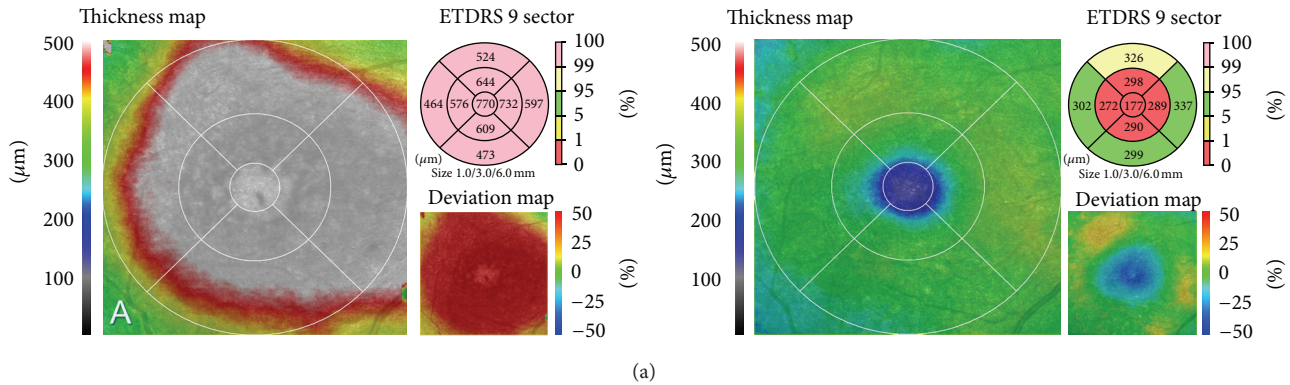 Thickness map
500
400
300
200
100
(μm)
A
ETDRS 9 sector
524
644
464 576 770 732 597
609
473
(μm)
Size 1.0/3.0/6.0 mm
100
99
95
5
1
0
(%)
Deviation map
50
25
0
−25
−50
(%)
Thickness map
500
400
300
200
100
(μm)
ETDRS 9 sector
326
298
302 272 177 289 337
290
299
(μm)
Size 1.0/3.0/6.0 mm
100
99
95
5
1
0
(%)
Deviation map
50
25
0
−25
−50
(%)
(a)